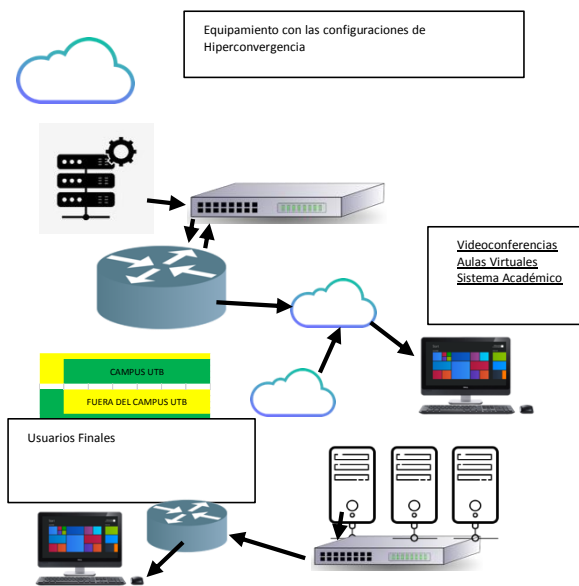 Equipamiento con las configuraciones de
Hiperconvergencia
Videoconferencias
Aulas Virtuales
Sistema Académico
CAMPUS UTB
FUERA DEL CAMPUS UTB
Usuarios Finales